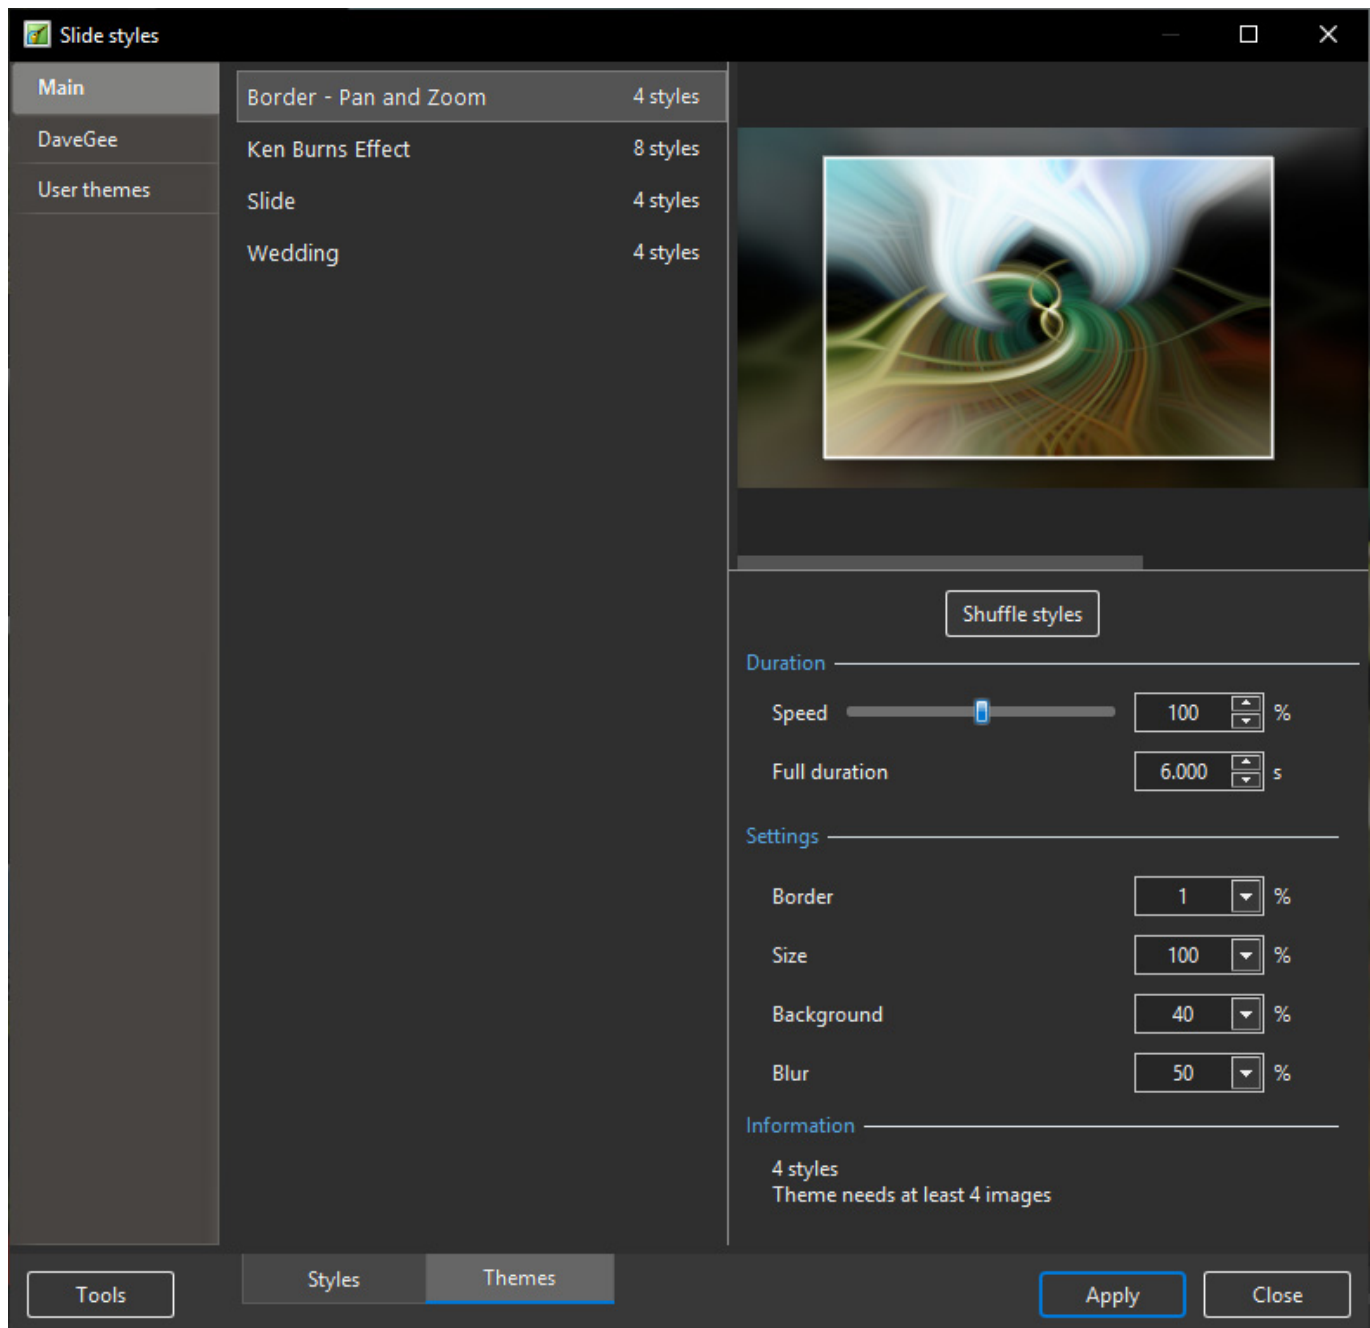 Slide styles
Main
DaveGee
User themes
Border - Pan and Zoom 4 styles
Ken Burns Effect 8 styles
Slide 4 styles
Wedding 4 styles
Shuffle styles
Duration
Speed 100 %
Full duration 6.000 s
Settings
Border 1 %
Size 100 %
Background 40 %
Blur 50 %
Information
4 styles
Theme needs at least 4 images
Tools Styles Themes Apply Close